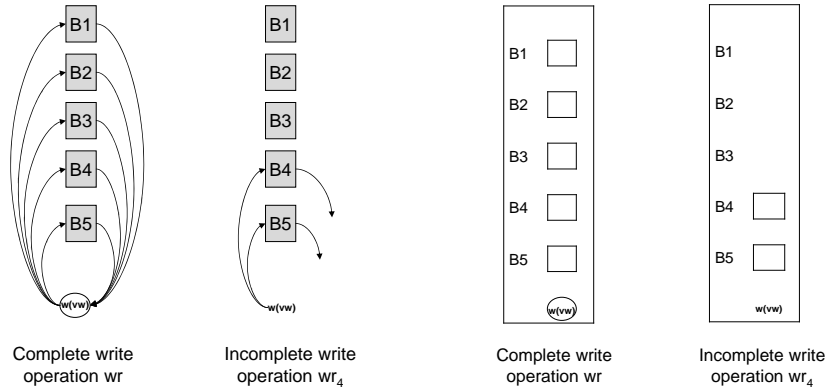 B1
B2
B3
B4
B5
w(vw)
Complete write
operation wr
B1
B2
B3
B4
B5
w(vw)
Incomplete write
operation wr₄
B1
B2
B3
B4
B5
w(vw)
Complete write
operation wr
B1
B2
B3
B4
B5
w(vw)
Incomplete write
operation wr₄